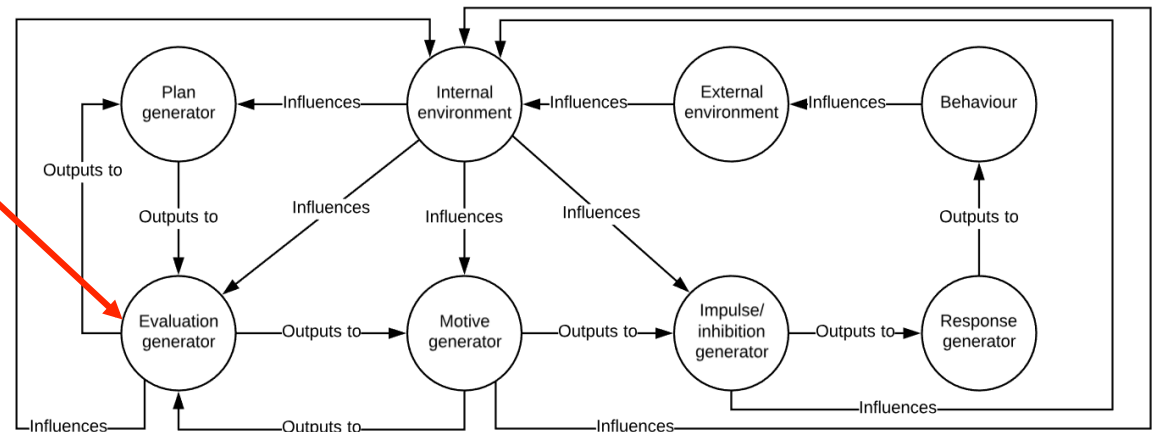 Plan
generator
Influences
Internal
environment
Influences
External
environment
Influences
Behaviour
Outputs to
Outputs to
Influences
Influences
Influences
Outputs to
Evaluation
generator
Outputs to
Motive
generator
Outputs to
Impulse/
inhibition
generator
Outputs to
Response
generator
Influences
Influences
Outputs to
Influences